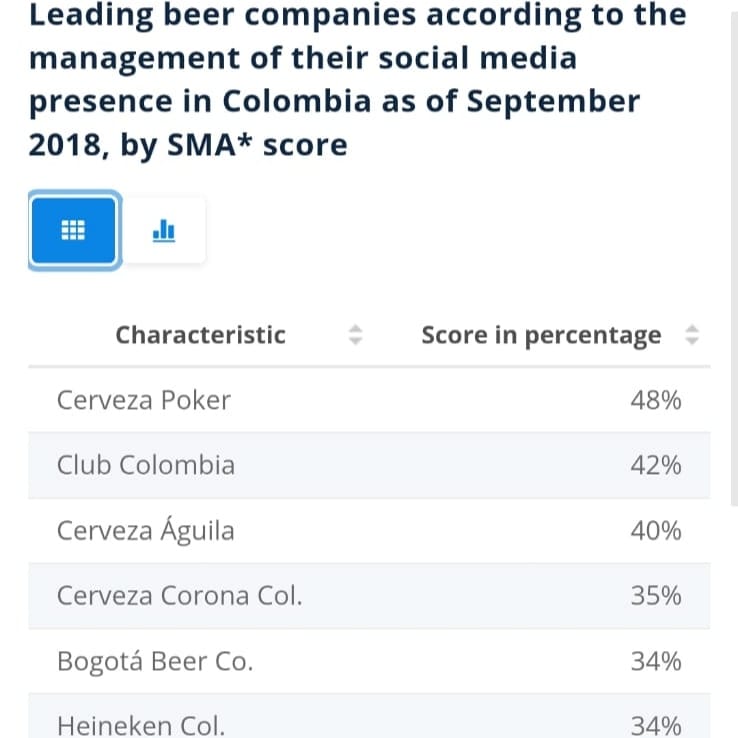 Leading beer companies according to the
management of their social media
presence in Colombia as of September
2018, by SMA* score
Characteristic Score in percentage
Cerveza Poker 48%
Club Colombia 42%
Cerveza Águila 40%
Cerveza Corona Col. 35%
Bogotá Beer Co. 34%
Heineken Col. 34%